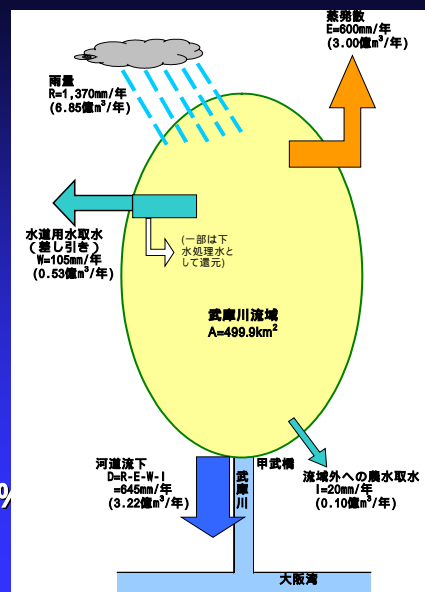 蒸発散
E=600mm/年
(3.00億m³/年)
雨量
R=1,370mm/年
(6.85億m³/年)
水道用水取水
(差し引き)
W=105mm/年
(0.53億m³/年)
(一部は下
水処理水と
して還元)
武庫川流域
A=499.9km²
河道流下
D=R-E-W-I
=645mm/年
(3.22億m³/年)
武庫川
甲武橋
流域外への農水取水
I=20mm/年
(0.10億m³/年)
%
大阪湾